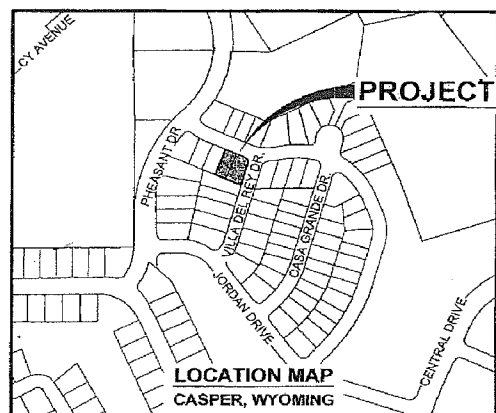 CY AVENUE
PROJECT
PHEASANT DR
VILLA DEL REY DR.
CASA GRANDE DR.
JORDAN DRIVE
CENTRAL DRIVE
LOCATION MAP
CASPER, WYOMING